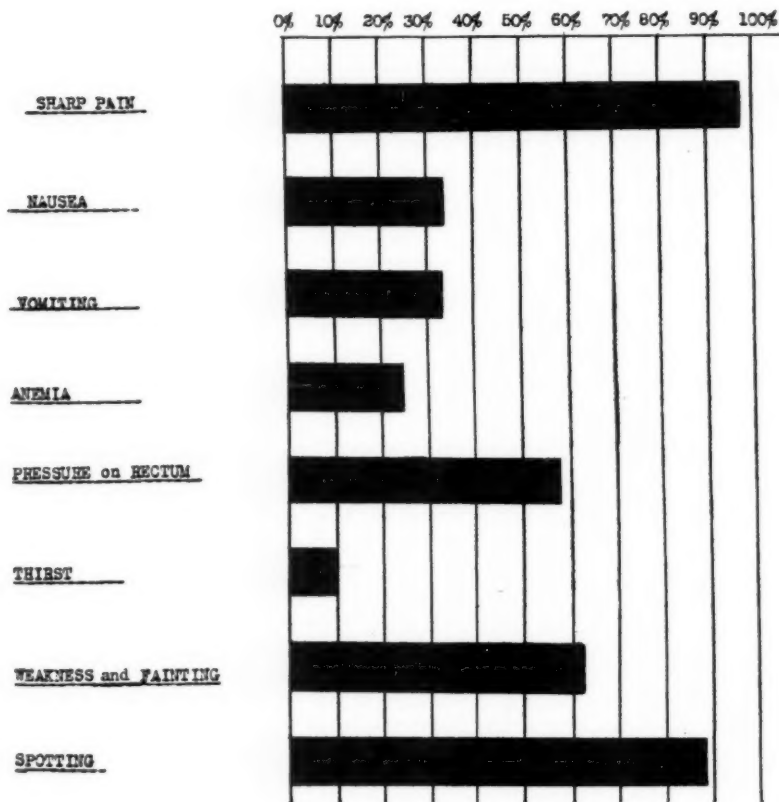 0% 10% 20% 30% 40% 50% 60% 70% 80% 90% 100%
SHARP PAIN
NAUSEA
VOMITING
ANEMIA
PRESSURE on RECTUM
THIRST
WEAKNESS and FAINTING
SPOTTING